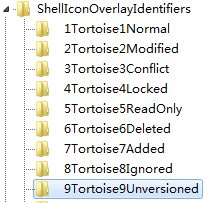 ShellIconOverlayIdentifiers
1Tortoise1Normal
2Tortoise2Modified
3Tortoise3Conflict
4Tortoise4Locked
5Tortoise5ReadOnly
6Tortoise6Deleted
7Tortoise7Added
8Tortoise8Ignored
9Tortoise9Unversioned